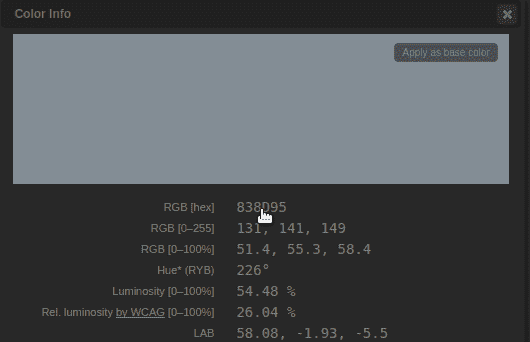 Color Info
Apply as base color
RGB [hex] 838D95
RGB [0–255] 131, 141, 149
RGB [0–100%] 51.4, 55.3, 58.4
Hue* (RYB) 226°
Luminosity [0–100%] 54.48 %
Rel. luminosity by WCAG [0–100%] 26.04 %
LAB 58.08, -1.93, -5.5